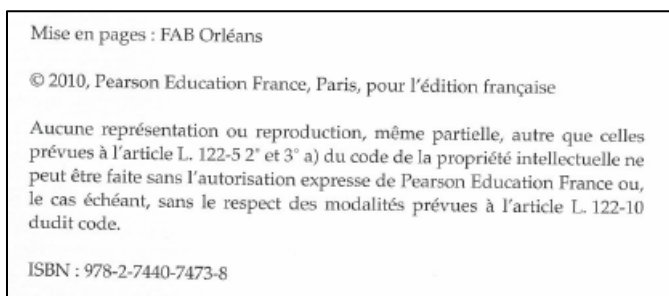 Mise en pages : FAB Orléans
© 2010, Pearson Education France, Paris, pour l'édition française
Aucune représentation ou reproduction, même partielle, autre que celles
prévues à l'article L. 122-5 2° et 3° a) du code de la propriété intellectuelle ne
peut être faite sans l'autorisation expresse de Pearson Education France ou,
le cas échéant, sans le respect des modalités prévues à l'article L. 122-10
dudit code.
ISBN : 978-2-7440-7473-8